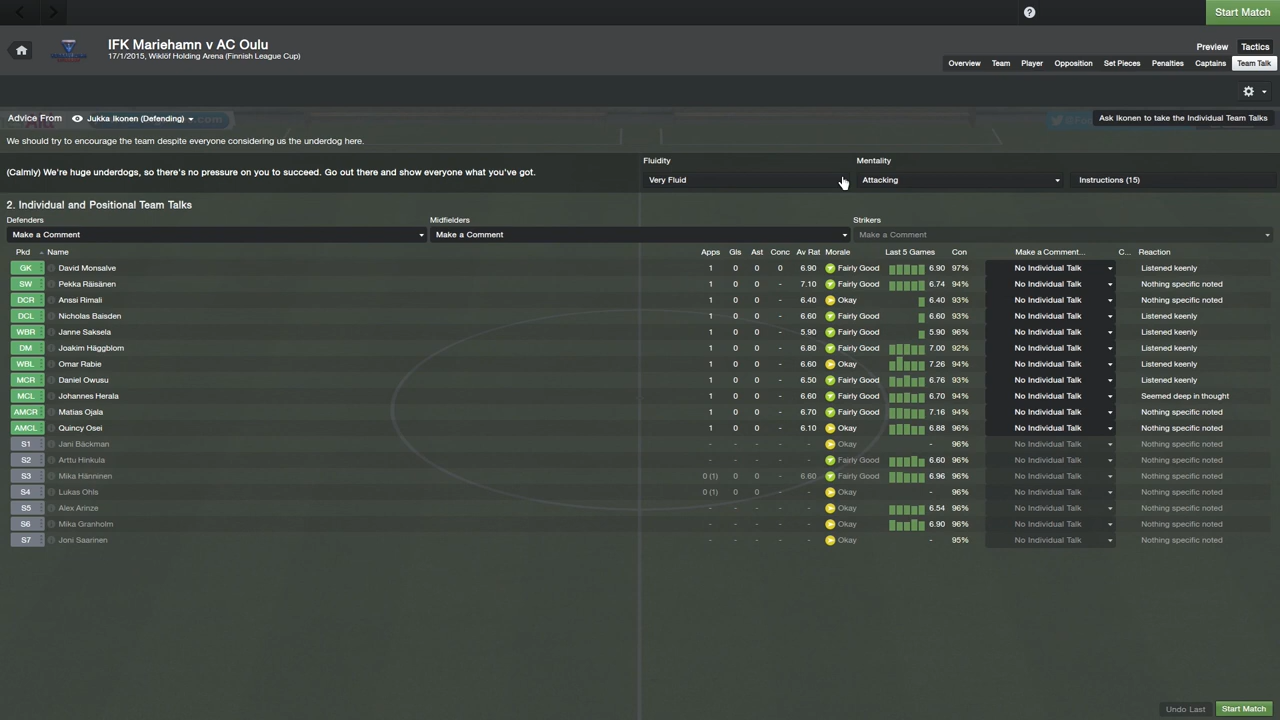 Start Match
IFK Mariehamn v AC Oulu
17/1/2015, Wiklöf Holding Arena (Finnish League Cup)
Preview Tactics
Overview Team Player Opposition Set Pieces Penalties Captains Team Talk
Advice From Jukka Ikonen (Defending) .com Ask Ikonen to take the Individual Team Talks
We should try to encourage the team despite everyone considering us the underdog here.
Fluidity Mentality
(Calmly) We're huge underdogs, so there's no pressure on you to succeed. Go out there and show everyone what you've got. Very Fluid Attacking Instructions (15)
2. Individual and Positional Team Talks
Defenders Midfielders Strikers
Make a Comment Make a Comment Make a Comment
Pkd Name Apps Gls Ast Conc Av Rat Morale Last 5 Games Con Make a Comment... C... Reaction
GK David Monsalve 1 0 0 0 6.90 Fairly Good 6.90 97% No Individual Talk Listened keenly
SW Pekka Räisänen 1 0 0 - 7.10 Fairly Good 6.74 94% No Individual Talk Nothing specific noted
DCR Anssi Rimali 1 0 0 - 6.40 Okay 6.40 93% No Individual Talk Nothing specific noted
DCL Nicholas Baisden 1 0 0 - 6.60 Fairly Good 6.60 93% No Individual Talk Listened keenly
WBR Janne Saksela 1 0 0 - 5.90 Fairly Good 5.90 96% No Individual Talk Listened keenly
DM Joakim Häggblom 1 0 0 - 6.80 Fairly Good 7.00 92% No Individual Talk Listened keenly
WBL Omar Rabie 1 0 0 - 6.60 Okay 7.26 94% No Individual Talk Listened keenly
MCR Daniel Owusu 1 0 0 - 6.50 Fairly Good 6.76 93% No Individual Talk Listened keenly
MCL Johannes Herala 1 0 0 - 6.60 Fairly Good 6.70 94% No Individual Talk Seemed deep in thought
AMCR Matias Ojala 1 0 0 - 6.70 Fairly Good 7.16 94% No Individual Talk Nothing specific noted
AMCL Quincy Osei 1 0 0 - 6.10 Okay 6.88 96% No Individual Talk Nothing specific noted
S1 Jani Bäckman - - - - - Okay - 96% No Individual Talk Nothing specific noted
S2 Arttu Hinkula - - - - - Fairly Good 6.60 96% No Individual Talk Nothing specific noted
S3 Mika Hänninen 0 (1) 0 0 - 6.60 Fairly Good 6.96 96% No Individual Talk Nothing specific noted
S4 Lukas Ohls 0 (1) 0 0 - - Okay - 96% No Individual Talk Nothing specific noted
S5 Alex Arinze - - - - - Okay 6.54 96% No Individual Talk Nothing specific noted
S6 Mika Granholm - - - - - Okay 6.90 96% No Individual Talk Nothing specific noted
S7 Joni Saarinen - - - - - Okay - 95% No Individual Talk Nothing specific noted
Undo Last Start Match